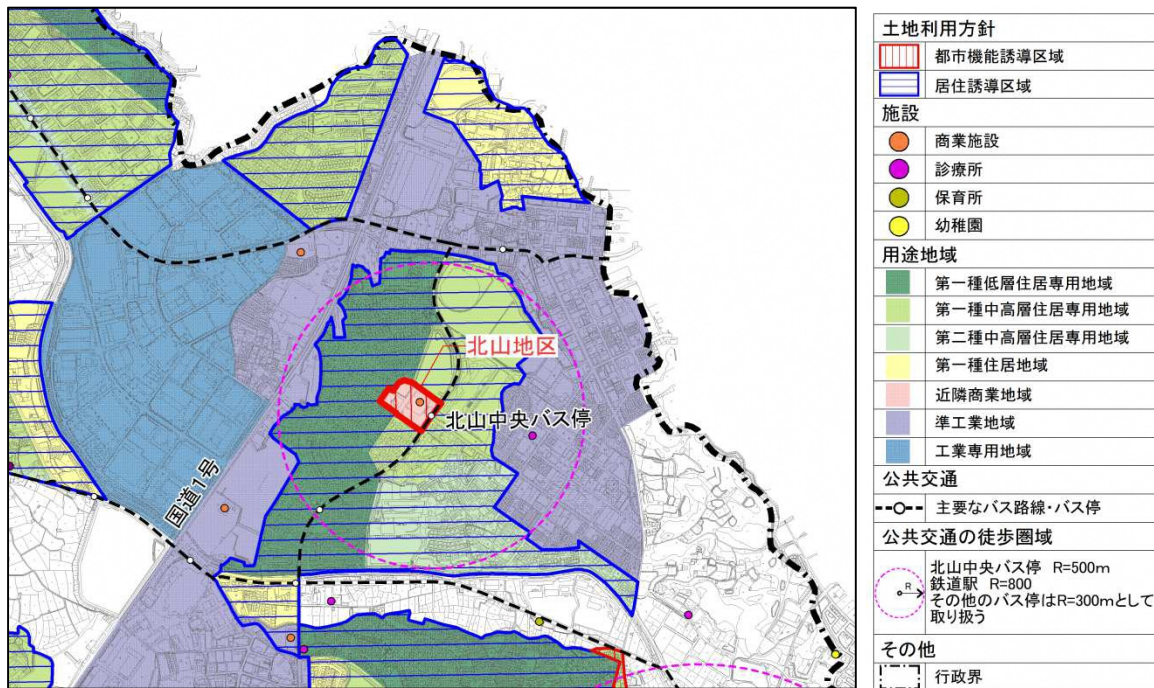 北山地区
北山中央バス停
国道1号
土地利用方針
都市機能誘導区域
居住誘導区域
施設
商業施設
診療所
保育所
幼稚園
用途地域
第一種低層住居専用地域
第一種中高層住居専用地域
第二種中高層住居専用地域
第一種住居地域
近隣商業地域
準工業地域
工業専用地域
公共交通
主要なバス路線・バス停
公共交通の徒歩圏域
R
北山中央バス停 R=500m
鉄道駅 R=800
その他のバス停はR=300mとして
取り扱う
その他
行政界